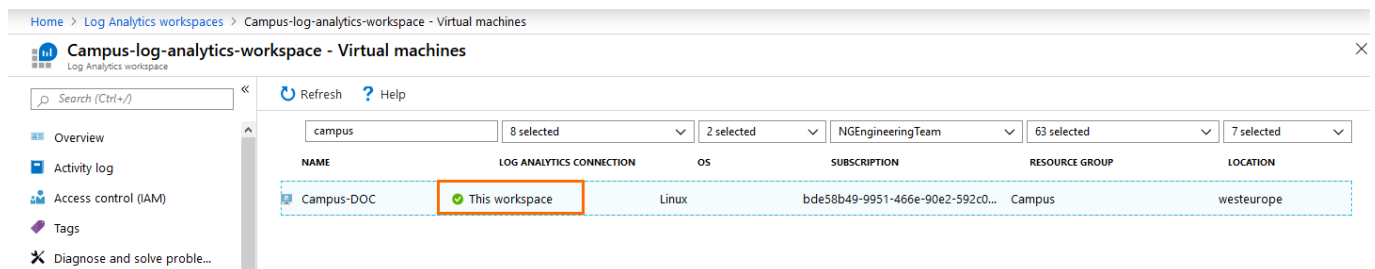 Home > Log Analytics workspaces > Campus-log-analytics-workspace - Virtual machines
Campus-log-analytics-workspace - Virtual machines
Log Analytics workspace
Search (Ctrl+/)
«
Refresh ? Help
Overview
Activity log
Access control (IAM)
Tags
Diagnose and solve proble...
campus 8 selected 2 selected NGEngineeringTeam 63 selected 7 selected
NAME LOG ANALYTICS CONNECTION OS SUBSCRIPTION RESOURCE GROUP LOCATION
Campus-DOC This workspace Linux bde58b49-9951-466e-90e2-592c0... Campus westeurope